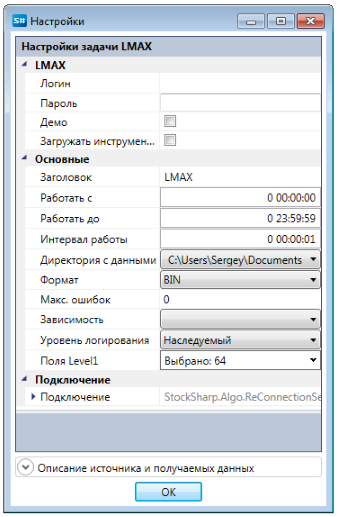 S# Настройки
Настройки задачи LMAX
LMAX
Логин
Пароль
Демо
Загружать инструмен...
Основные
Заголовок LMAX
Работать с 0 00:00:00
Работать до 0 23:59:59
Интервал работы 0 00:00:01
Директория с данными C:\Users\Sergey\Documents
Формат BIN
Макс. ошибок 0
Зависимость
Уровень логирования Наследуемый
Поля Level1 Выбрано: 64
Подключение
Подключение StockSharp.Algo.ReConnectionSe
Описание источника и получаемых данных
OK